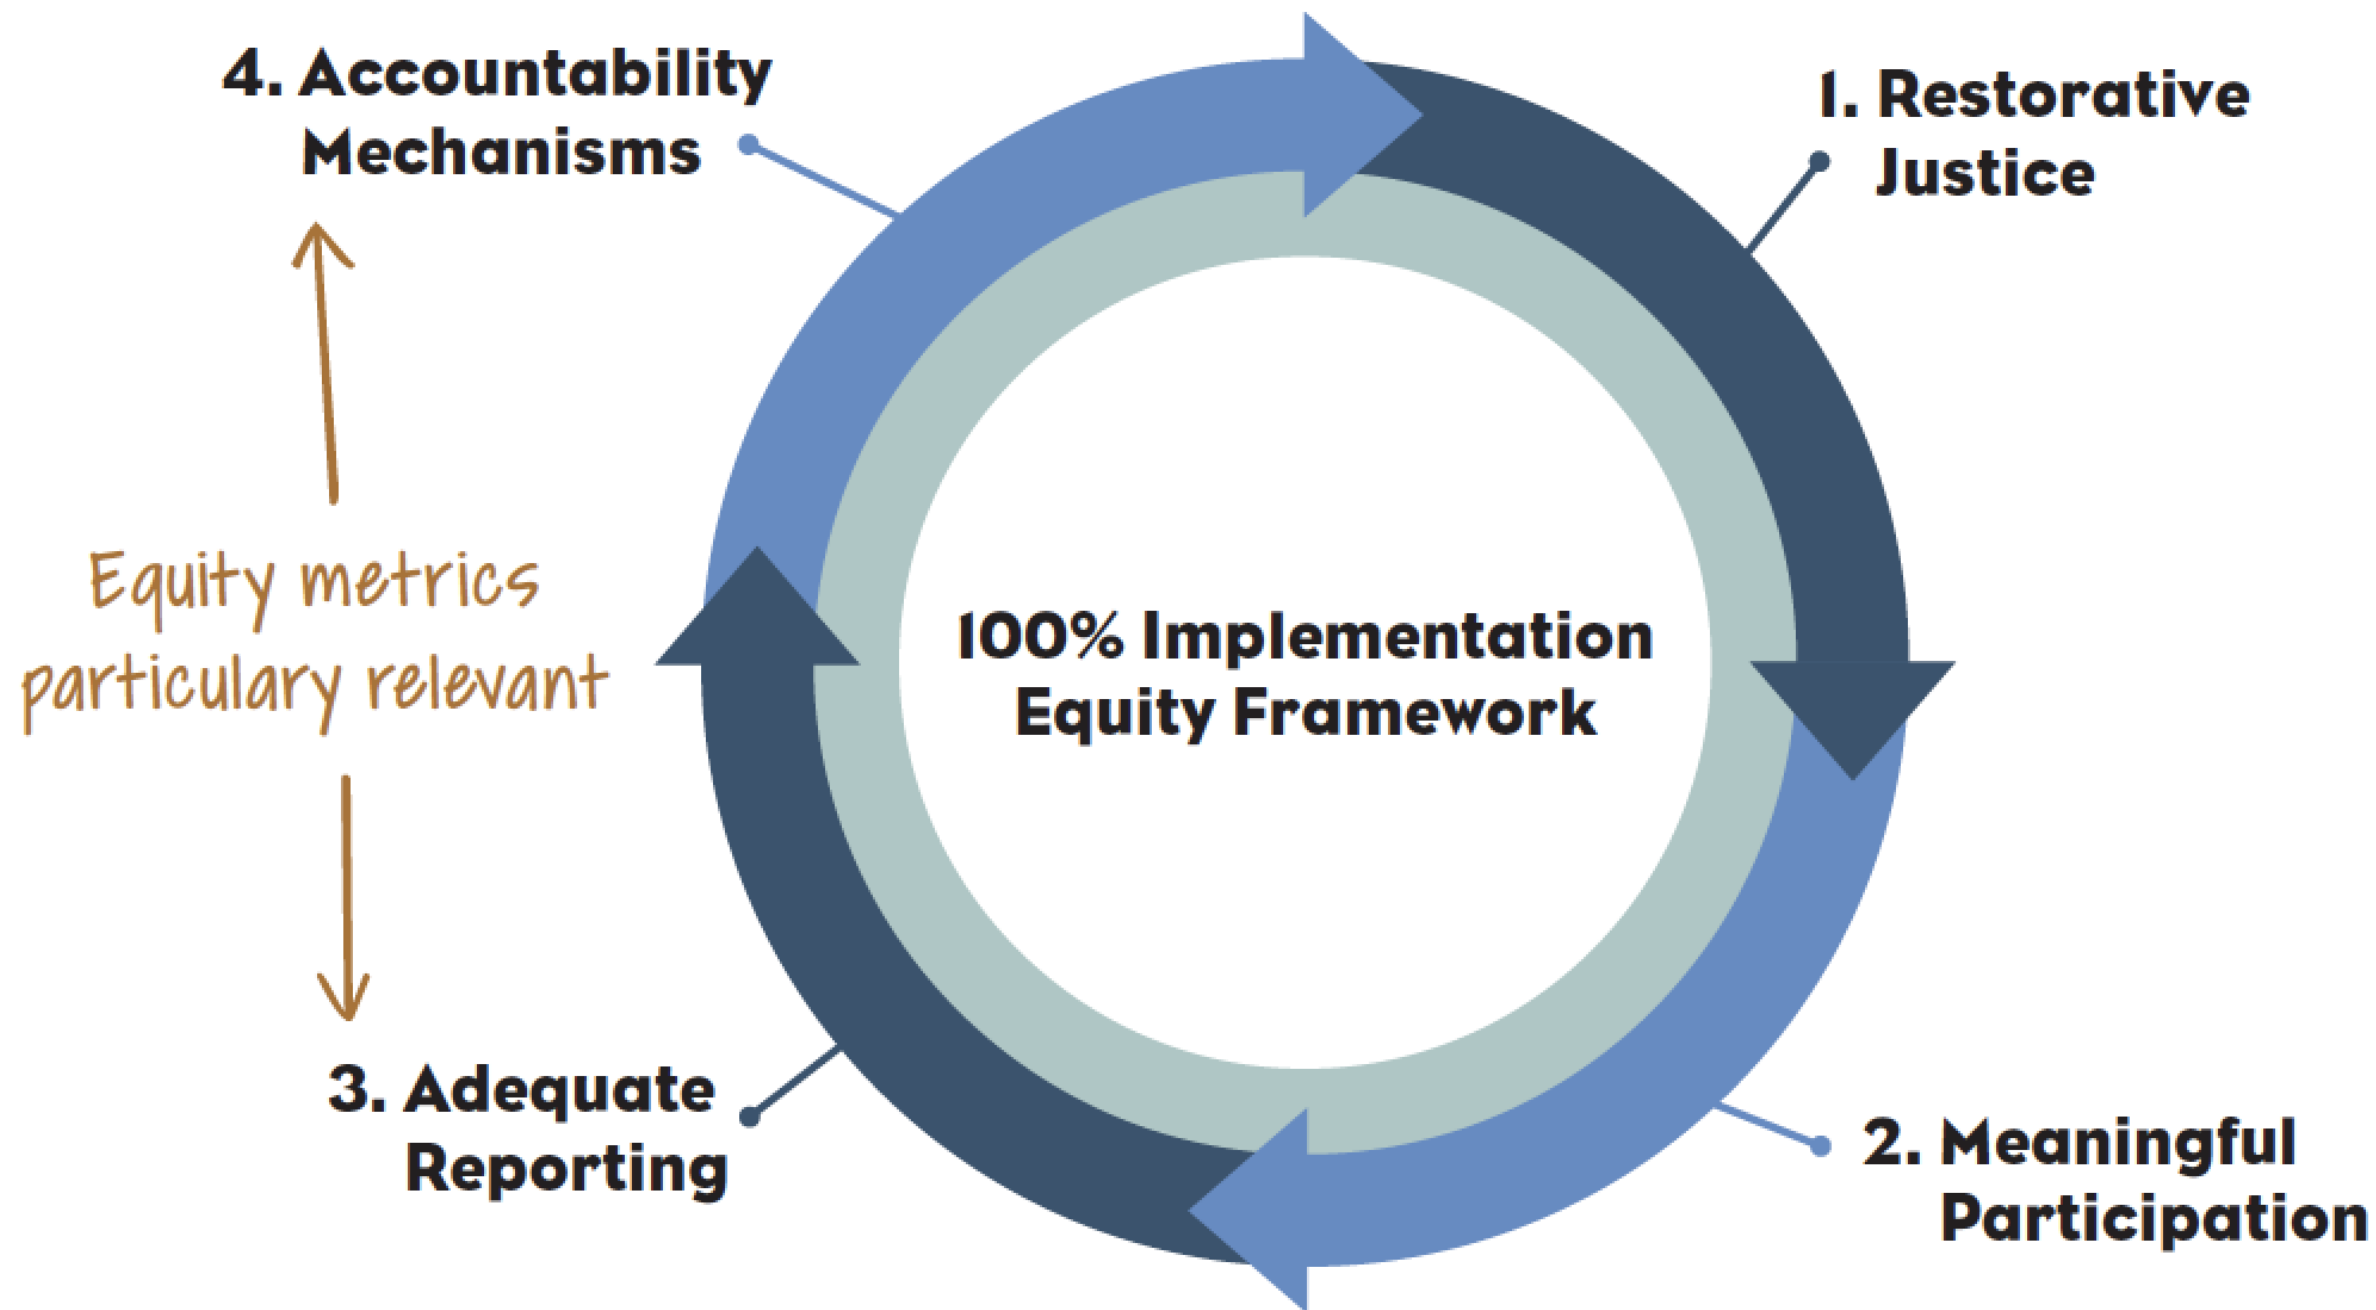 4. Accountability
Mechanisms
1. Restorative
Justice
Equity metrics
particulary relevant
100% Implementation
Equity Framework
3. Adequate
Reporting
2. Meaningful
Participation